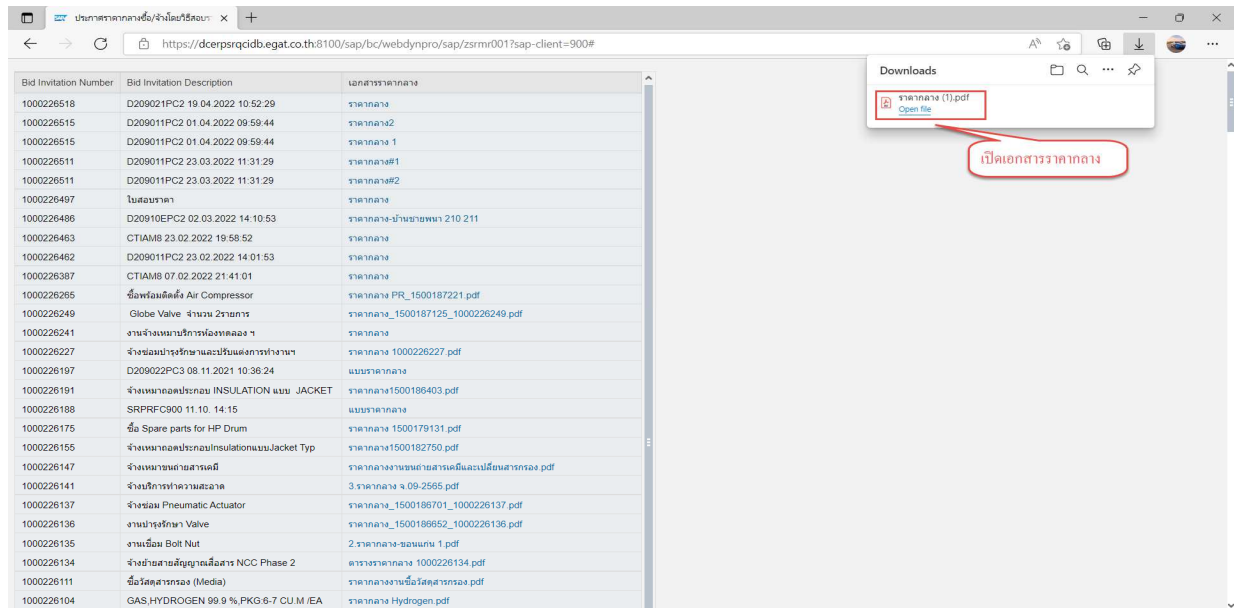 ประกาศราคากลางซื้อ/จ้างโดยวิธีสอบร
https://dcerpsrqcidb.egat.co.th:8100/sap/bc/webdynpro/sap/zsrmr001?sap-client=900#
Downloads
ราคากลาง (1).pdf
Open file
เปิดเอกสารราคากลาง
Bid Invitation Number Bid Invitation Description เอกสารราคากลาง
1000226518 D209021PC2 19.04.2022 10:52:29 ราคากลาง
1000226515 D209011PC2 01.04.2022 09:59:44 ราคากลาง2
1000226515 D209011PC2 01.04.2022 09:59:44 ราคากลาง 1
1000226511 D209011PC2 23.03.2022 11:31:29 ราคากลาง#1
1000226511 D209011PC2 23.03.2022 11:31:29 ราคากลาง#2
1000226497 ใบสอบราคา ราคากลาง
1000226486 D20910EPC2 02.03.2022 14:10:53 ราคากลาง-บ้านชายพนา 210 211
1000226463 CTIAM8 23.02.2022 19:58:52 ราคากลาง
1000226462 D209011PC2 23.02.2022 14:01:53 ราคากลาง
1000226387 CTIAM8 07.02.2022 21:41:01 ราคากลาง
1000226265 ซื้อพร้อมติดตั้ง Air Compressor ราคากลาง PR_1500187221.pdf
1000226249 Globe Valve จำนวน 2รายการ ราคากลาง_1500187125_1000226249.pdf
1000226241 งานจ้างเหมาบริการห้องทดลอง ฯ ราคากลาง
1000226227 จ้างซ่อมบำรุงรักษาและปรับแต่งการทำงานฯ ราคากลาง 1000226227.pdf
1000226197 D209022PC3 08.11.2021 10:36:24 แบบราคากลาง
1000226191 จ้างเหมาถอดประกอบ INSULATION แบบ JACKET ราคากลาง1500186403.pdf
1000226188 SRPRFC900 11.10. 14:15 แบบราคากลาง
1000226175 ซื้อ Spare parts for HP Drum ราคากลาง 1500179131.pdf
1000226155 จ้างเหมาถอดประกอบInsulationแบบJacket Typ ราคากลาง1500182750.pdf
1000226147 จ้างเหมาขนถ่ายสารเคมี ราคากลางงานขนถ่ายสารเคมีและเปลี่ยนสารกรอง.pdf
1000226141 จ้างบริการทำความสะอาด 3.ราคากลาง จ.09-2565.pdf
1000226137 จ้างซ่อม Pneumatic Actuator ราคากลาง_1500186701_1000226137.pdf
1000226136 งานบำรุงรักษา Valve ราคากลาง_1500186652_1000226136.pdf
1000226135 งานเชื่อม Bolt Nut 2.ราคากลาง-ขอนแก่น 1.pdf
1000226134 จ้างย้ายสายสัญญาณสื่อสาร NCC Phase 2 ตารางราคากลาง 1000226134.pdf
1000226111 ซื้อวัสดุสารกรอง (Media) ราคากลางงานซื้อวัสดุสารกรอง.pdf
1000226104 GAS,HYDROGEN 99.9 %,PKG:6-7 CU.M /EA ราคากลาง Hydrogen.pdf